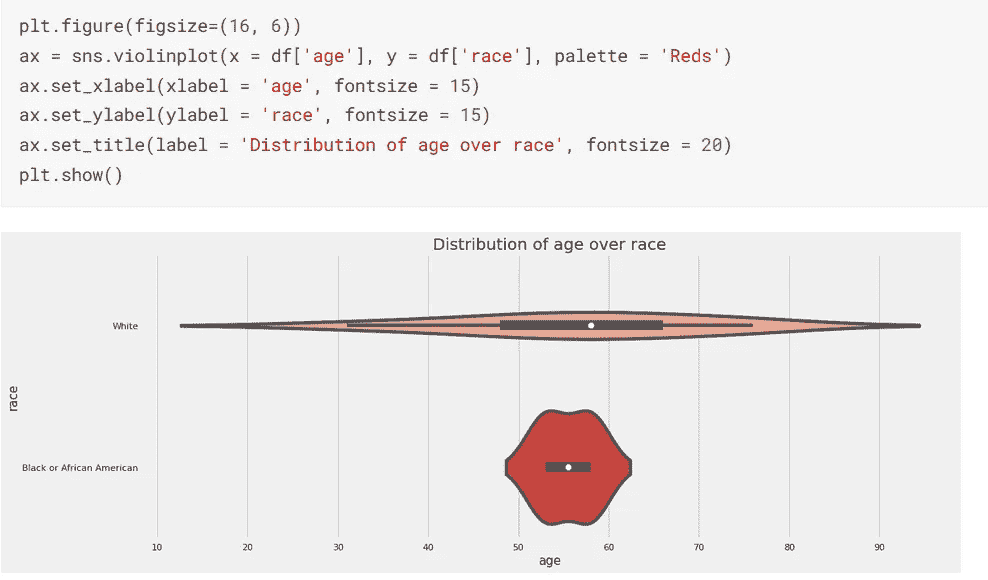 plt.figure(figsize=(16, 6))
ax = sns.violinplot(x = df['age'], y = df['race'], palette = 'Reds')
ax.set_xlabel(xlabel = 'age', fontsize = 15)
ax.set_ylabel(ylabel = 'race', fontsize = 15)
ax.set_title(label = 'Distribution of age over race', fontsize = 20)
plt.show()
Distribution of age over race
White
race
Black or African American
10 20 30 40 50 60 70 80 90
age